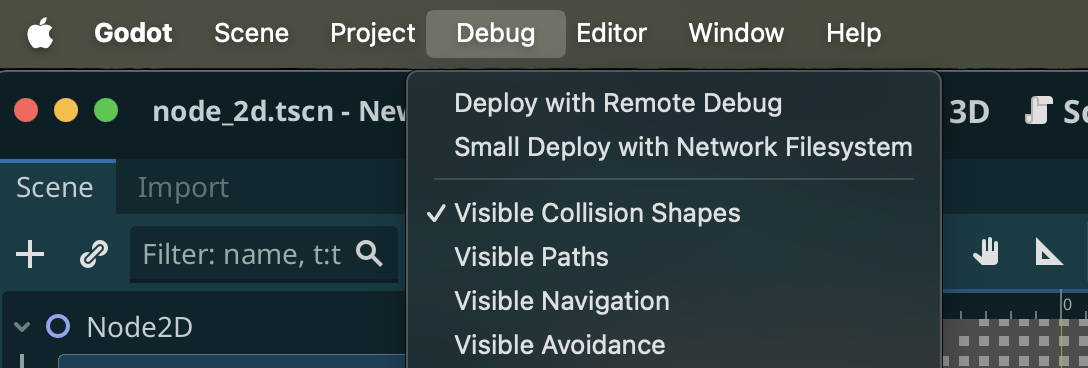 Godot Scene Project Debug Editor Window Help
node_2d.tscn - Nev
3D
Sc
Deploy with Remote Debug
Small Deploy with Network Filesystem
Scene Import
Visible Collision Shapes
Filter: name, t:t
Visible Paths
Visible Navigation
0
Node2D
Visible Avoidance